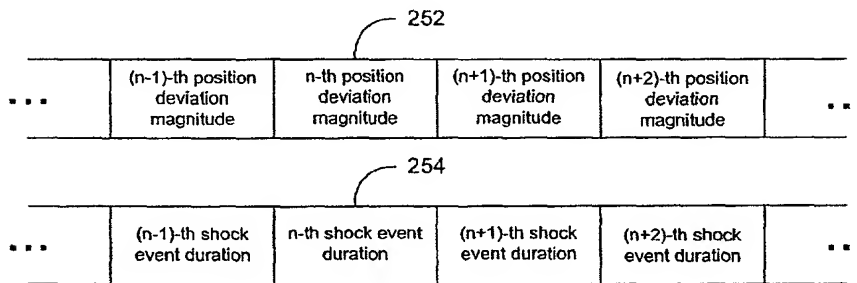 252
(n-1)-th position deviation magnitude
n-th position deviation magnitude
(n+1)-th position deviation magnitude
(n+2)-th position deviation magnitude
... ..
254
(n-1)-th shock event duration
n-th shock event duration
(n+1)-th shock event duration
(n+2)-th shock event duration
... ..